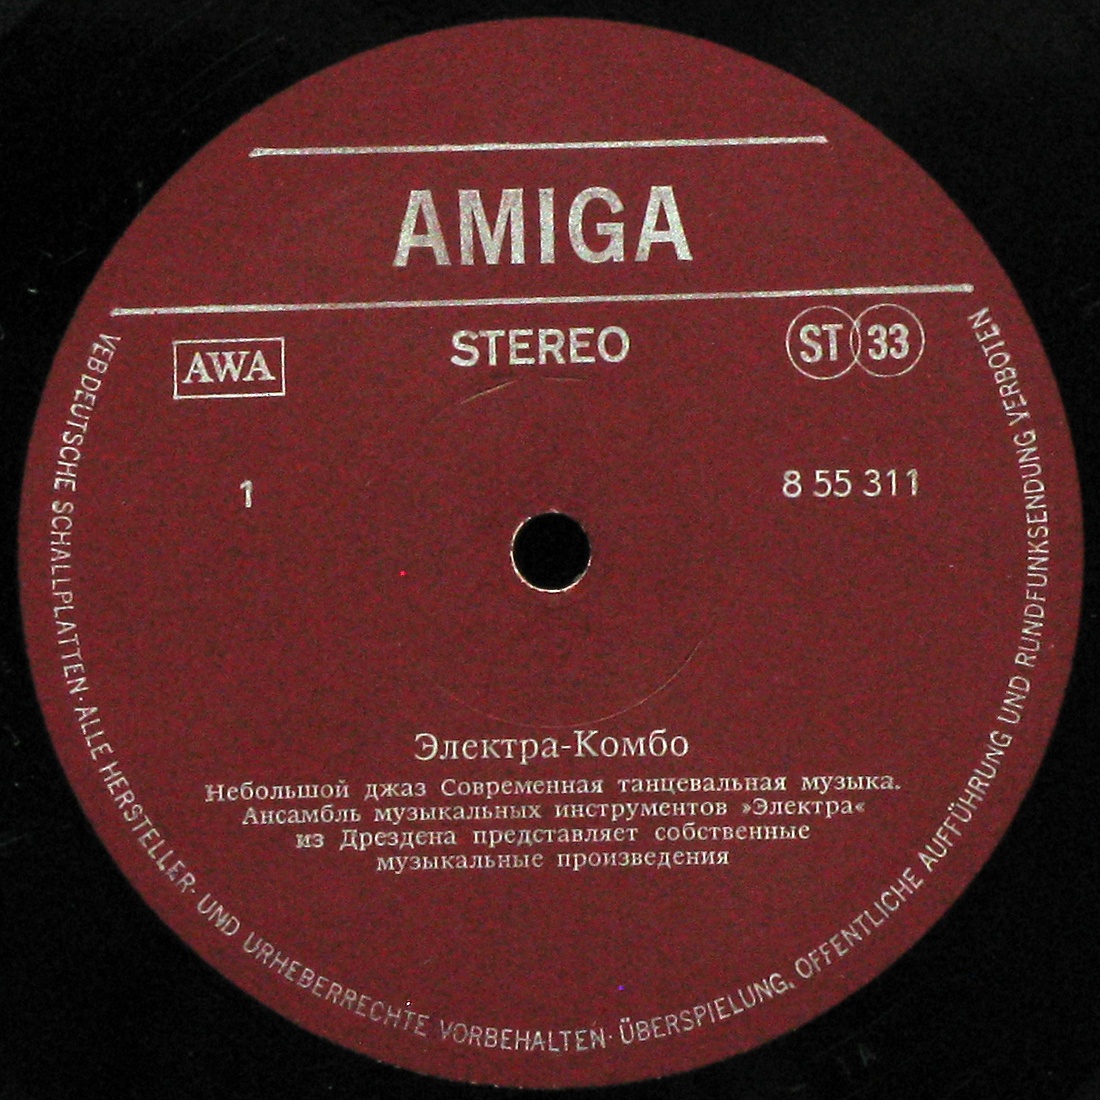 AMIGA
AWA
STEREO
ST 33
1
8 55 311
Электра-Комбо
Небольшой джаз Современная танцевальная музыка.
Ансамбль музыкальных инструментов »Электра«
из Дрездена представляет собственные
музыкальные произведения
VEB DEUTSCHE SCHALLPLATTEN · ALLE HERSTELLER- UND URHEBERRECHTE VORBEHALTEN · ÜBERSPIELUNG, ÖFFENTLICHE AUFFÜHRUNG UND RUNDFUNKSENDUNG VERBOTEN